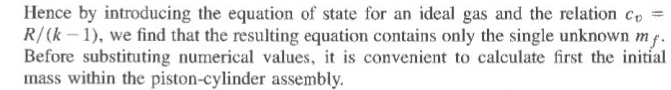 Hence by introducing the equation of state for an ideal gas and the relation cᵥ =
R/(k − 1), we find that the resulting equation contains only the single unknown m_f.
Before substituting numerical values, it is convenient to calculate first the initial
mass within the piston-cylinder assembly.